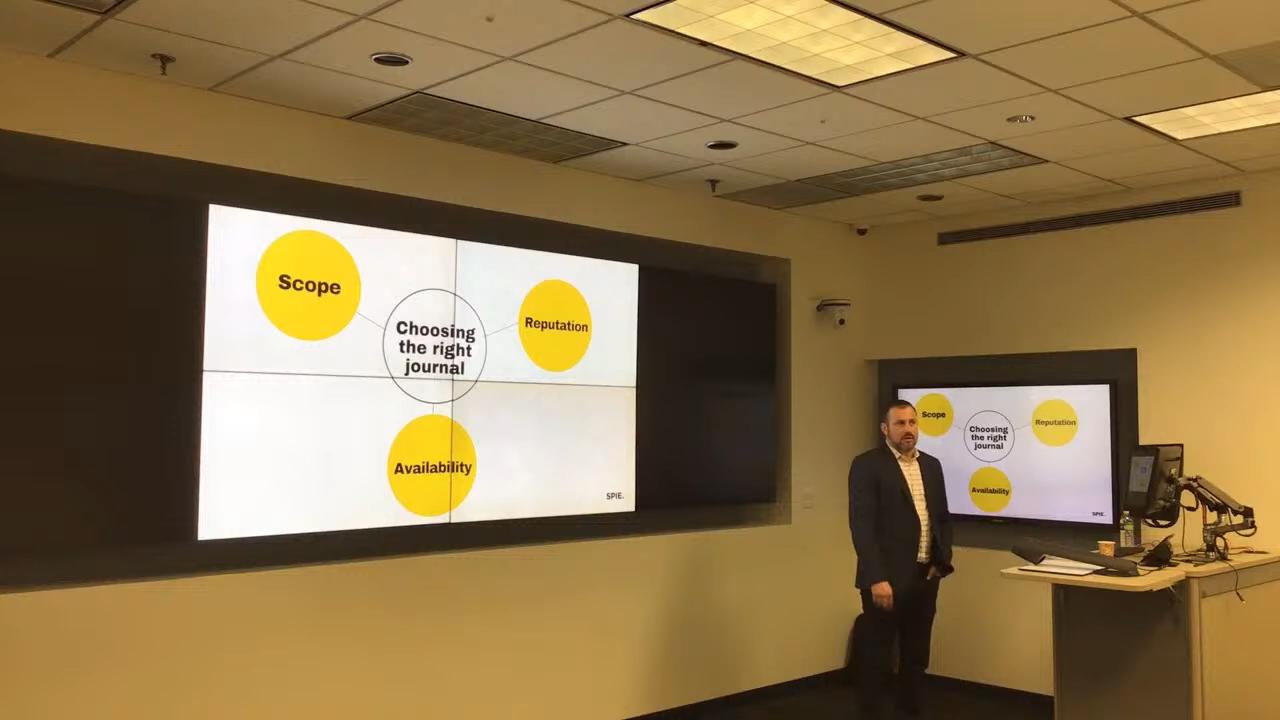 Scope
Choosing
the right
journal
Reputation
Availability
SPIE.
Scope
Choosing
the right
journal
Reputation
Availability
SPIE.